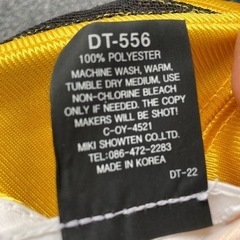 DT-556
100% POLYESTER
MACHINE WASH, WARM,
TUMBLE DRY MEDIUM, USE
NON-CHLORINE BLEACH
ONLY IF NEEDED. THE COPY
MAKERS WILL BE SHOT!
C-OY-4521
MIKI SHOWTEN CO.LTD.
TEL:086-472-2283
MADE IN KOREA
DT-22